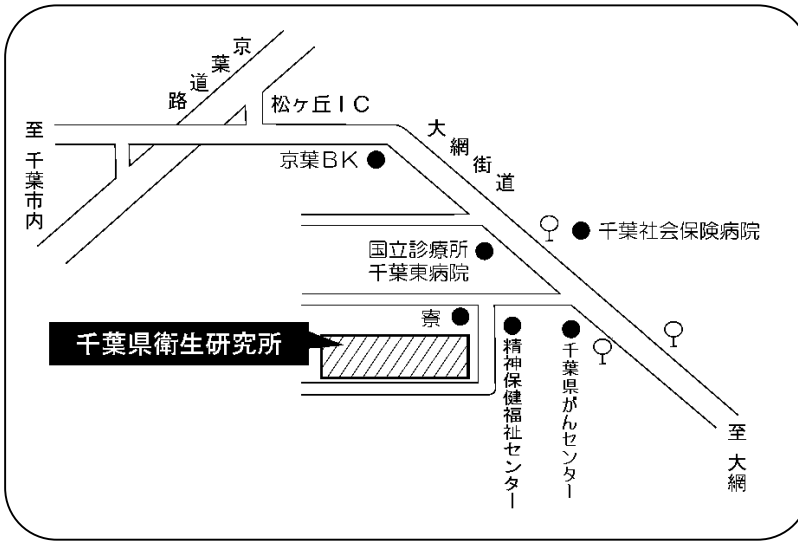 京葉道路
松ヶ丘IC
至 千葉市内
大網街道
京葉BK
千葉社会保険病院
国立診療所
千葉東病院
寮
千葉県衛生研究所
精神保健福祉センター
千葉県がんセンター
至 大網